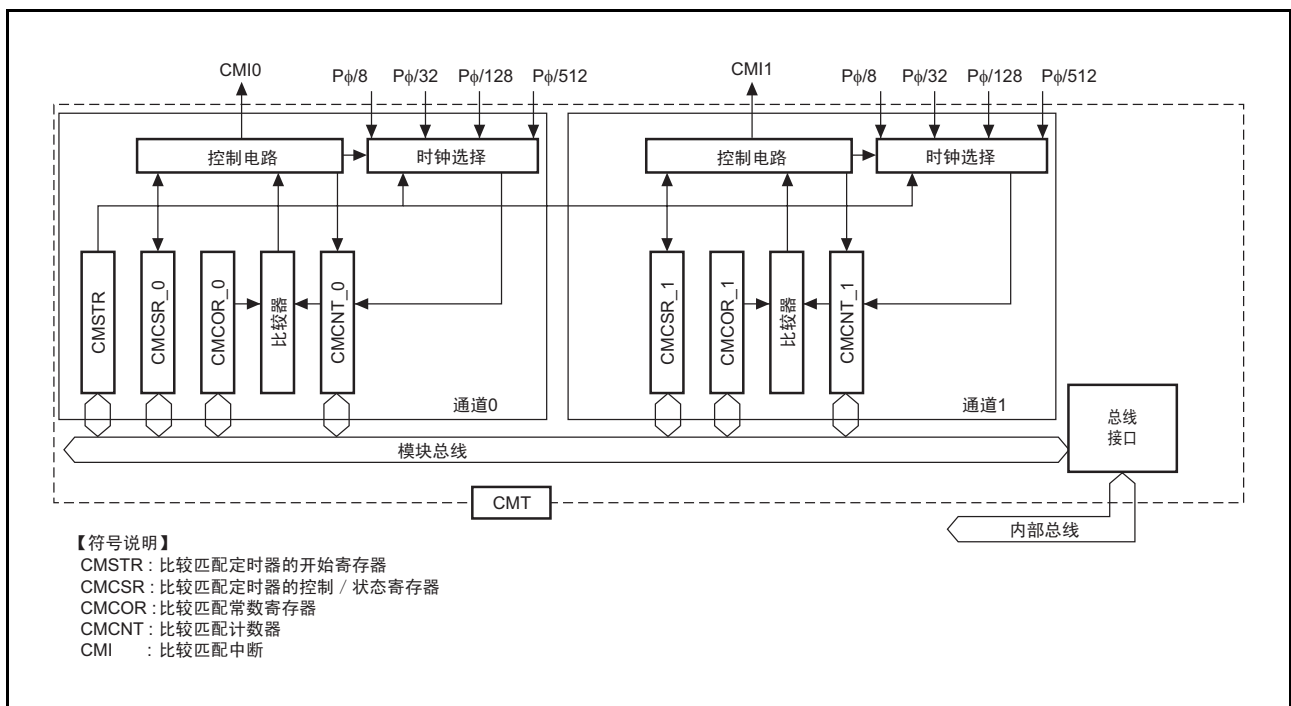 CMI0 Pϕ/8 Pϕ/32 Pϕ/128 Pϕ/512 CMI1 Pϕ/8 Pϕ/32 Pϕ/128 Pϕ/512
控制电路 时钟选择 控制电路 时钟选择
CMSTR
CMCSR_0
CMCOR_0
比较器
CMCNT_0
CMCSR_1
CMCOR_1
比较器
CMCNT_1
通道0 通道1
总线
接口
模块总线
CMT
内部总线
【符号说明】
CMSTR : 比较匹配定时器的开始寄存器
CMCSR : 比较匹配定时器的控制 / 状态寄存器
CMCOR : 比较匹配常数寄存器
CMCNT : 比较匹配计数器
CMI : 比较匹配中断